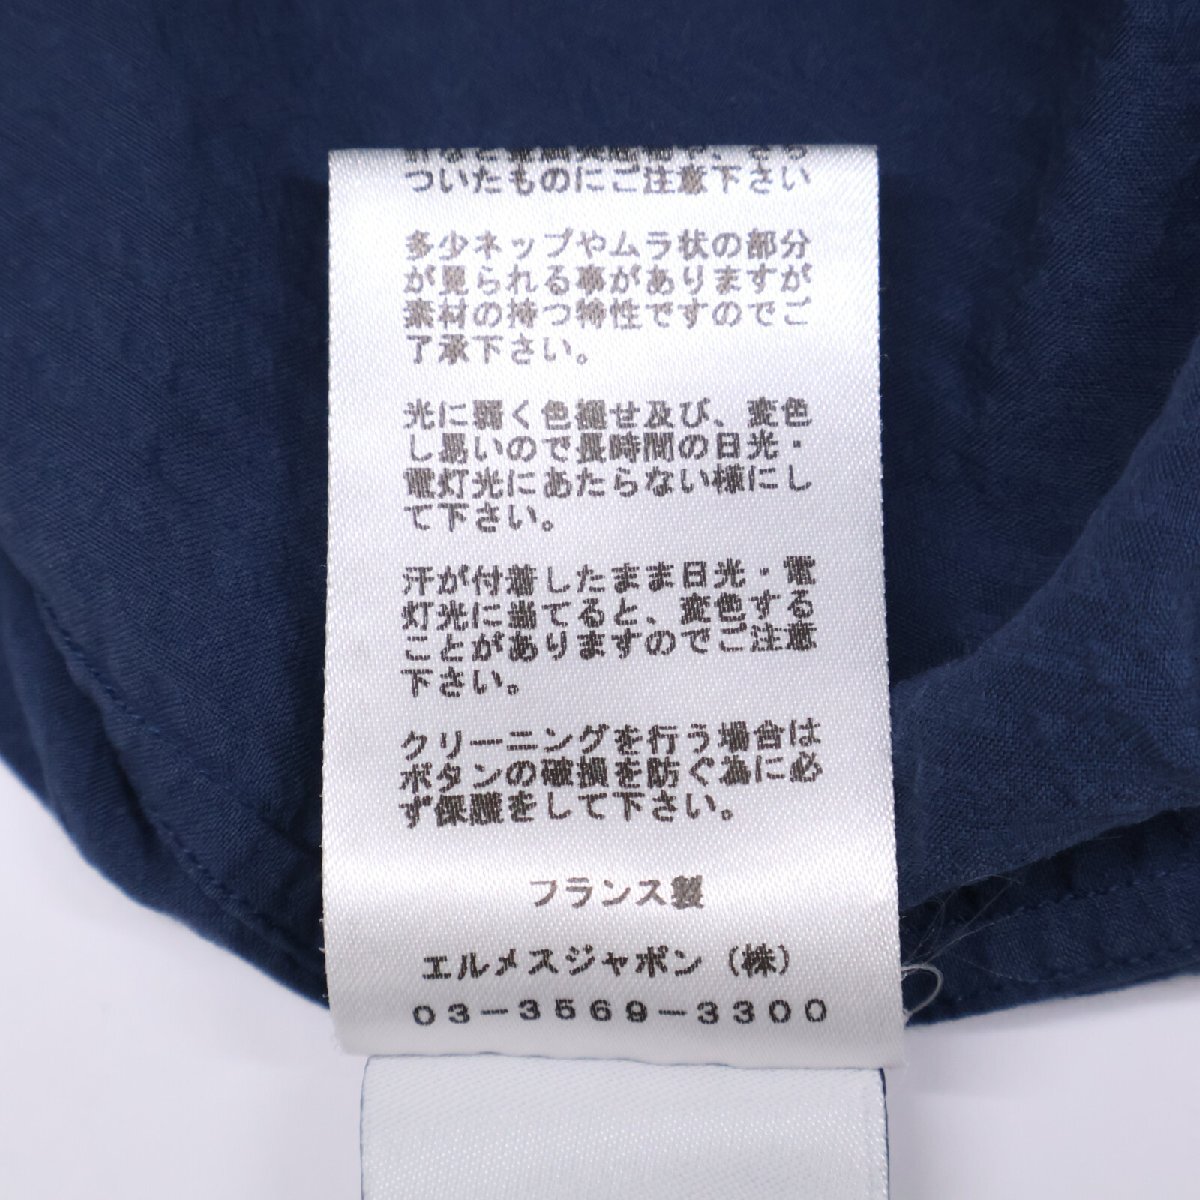 ついたものにご注意下さい
多少ネップやムラ状の部分
が見られる事がありますが
素材の持つ特性ですのでご
了承下さい。
光に弱く色褪せ及び、変色
し易いので長時間の日光・
電灯光にあたらない様にし
て下さい。
汗が付着したまま日光・電
灯光に当てると、変色する
ことがありますのでご注意
下さい。
クリーニングを行う場合は
ボタンの破損を防ぐ為に必
ず保護をして下さい。
フランス製
エルメスジャポン(株)
03-3569-3300